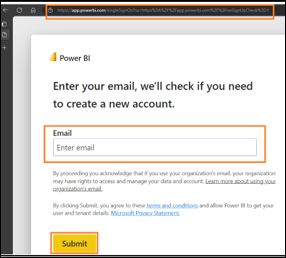 https://app.powerbi.com/singleSignOn?ru=https%3A%2F%2Fapp.powerbi.com%2F%3FnoSignUpCheck%3D1
Power BI
Enter your email, we'll check if you need
to create a new account.
Email
Enter email
By proceeding you acknowledge that if you use your organization's email, your organization
may have rights to access and manage your data and account. Learn more about using your
organization's email.
By clicking Submit, you agree to these terms and conditions and allow Power BI to get your
user and tenant details. Microsoft Privacy Statement.
Submit